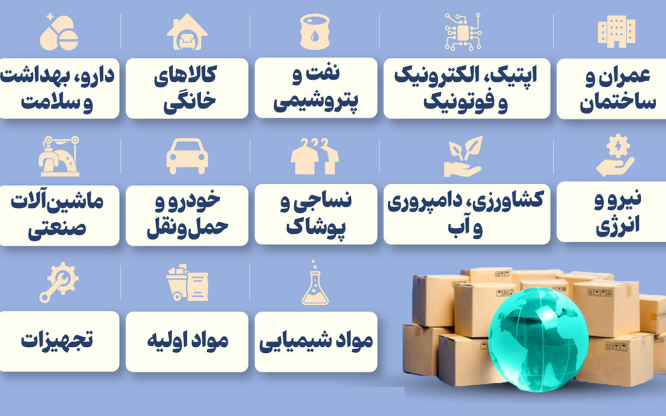 عمران و
ساختمان
اپتیک، الکترونیک
و فوتونیک
نفت و
پتروشیمی
کالاهای
خانگی
دارو، بهداشت
و سلامت
نیرو و
انرژی
کشاورزی، دامپروری
و آب
نساجی و
پوشاک
خودرو و
حمل‌ونقل
ماشین‌آلات
صنعتی
مواد شیمیایی
مواد اولیه
تجهیزات